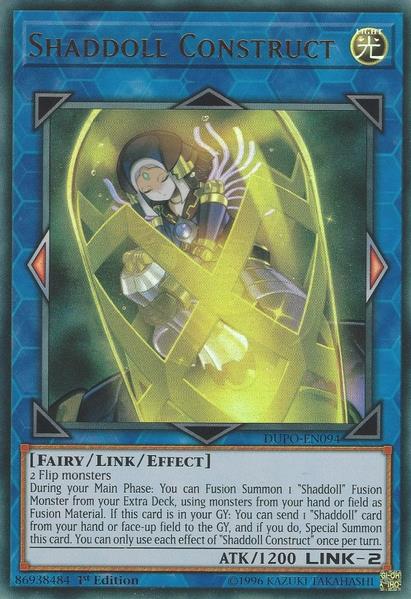 SHADDOLL CONSTRUCT
LIGHT
光
DUPO-EN094
[FAIRY/LINK/EFFECT]
2 Flip monsters
During your Main Phase: You can Fusion Summon 1 "Shaddoll" Fusion
Monster from your Extra Deck, using monsters from your hand or field as
Fusion Material. If this card is in your GY: You can send 1 "Shaddoll" card
from your hand or face-up field to the GY, and if you do, Special Summon
this card. You can only use each effect of "Shaddoll Construct" once per turn.
ATK/1200 LINK-2
86938484 1st Edition ©1996 KAZUKI TAKAHASHI